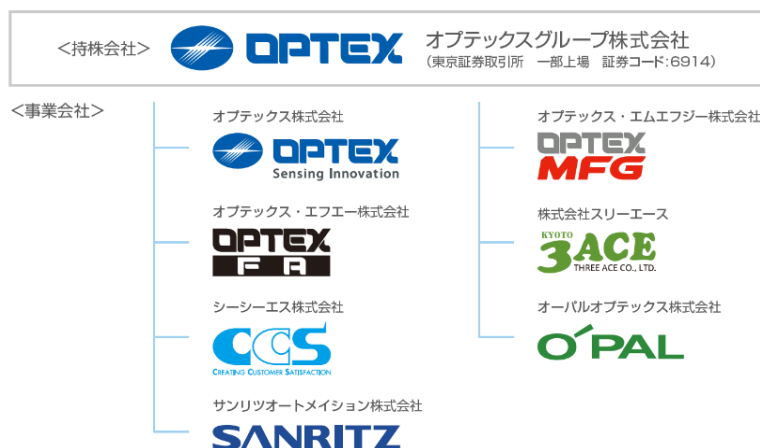 <持株会社>
OPTEX
オプテックスグループ株式会社
(東京証券取引所 一部上場 証券コード:6914)
<事業会社>
オプテックス株式会社
OPTEX
Sensing Innovation
オプテックス・エフエー株式会社
OPTEX
FA
シーシーエス株式会社
CCS
CREATING CUSTOMER SATISFACTION
サンリツオートメイション株式会社
SANRITZ
オプテックス・エムエフジー株式会社
OPTEX
MFG
株式会社スリーエース
KYOTO
3ACE
THREE ACE CO., LTD.
オーパルオプテックス株式会社
O'PAL